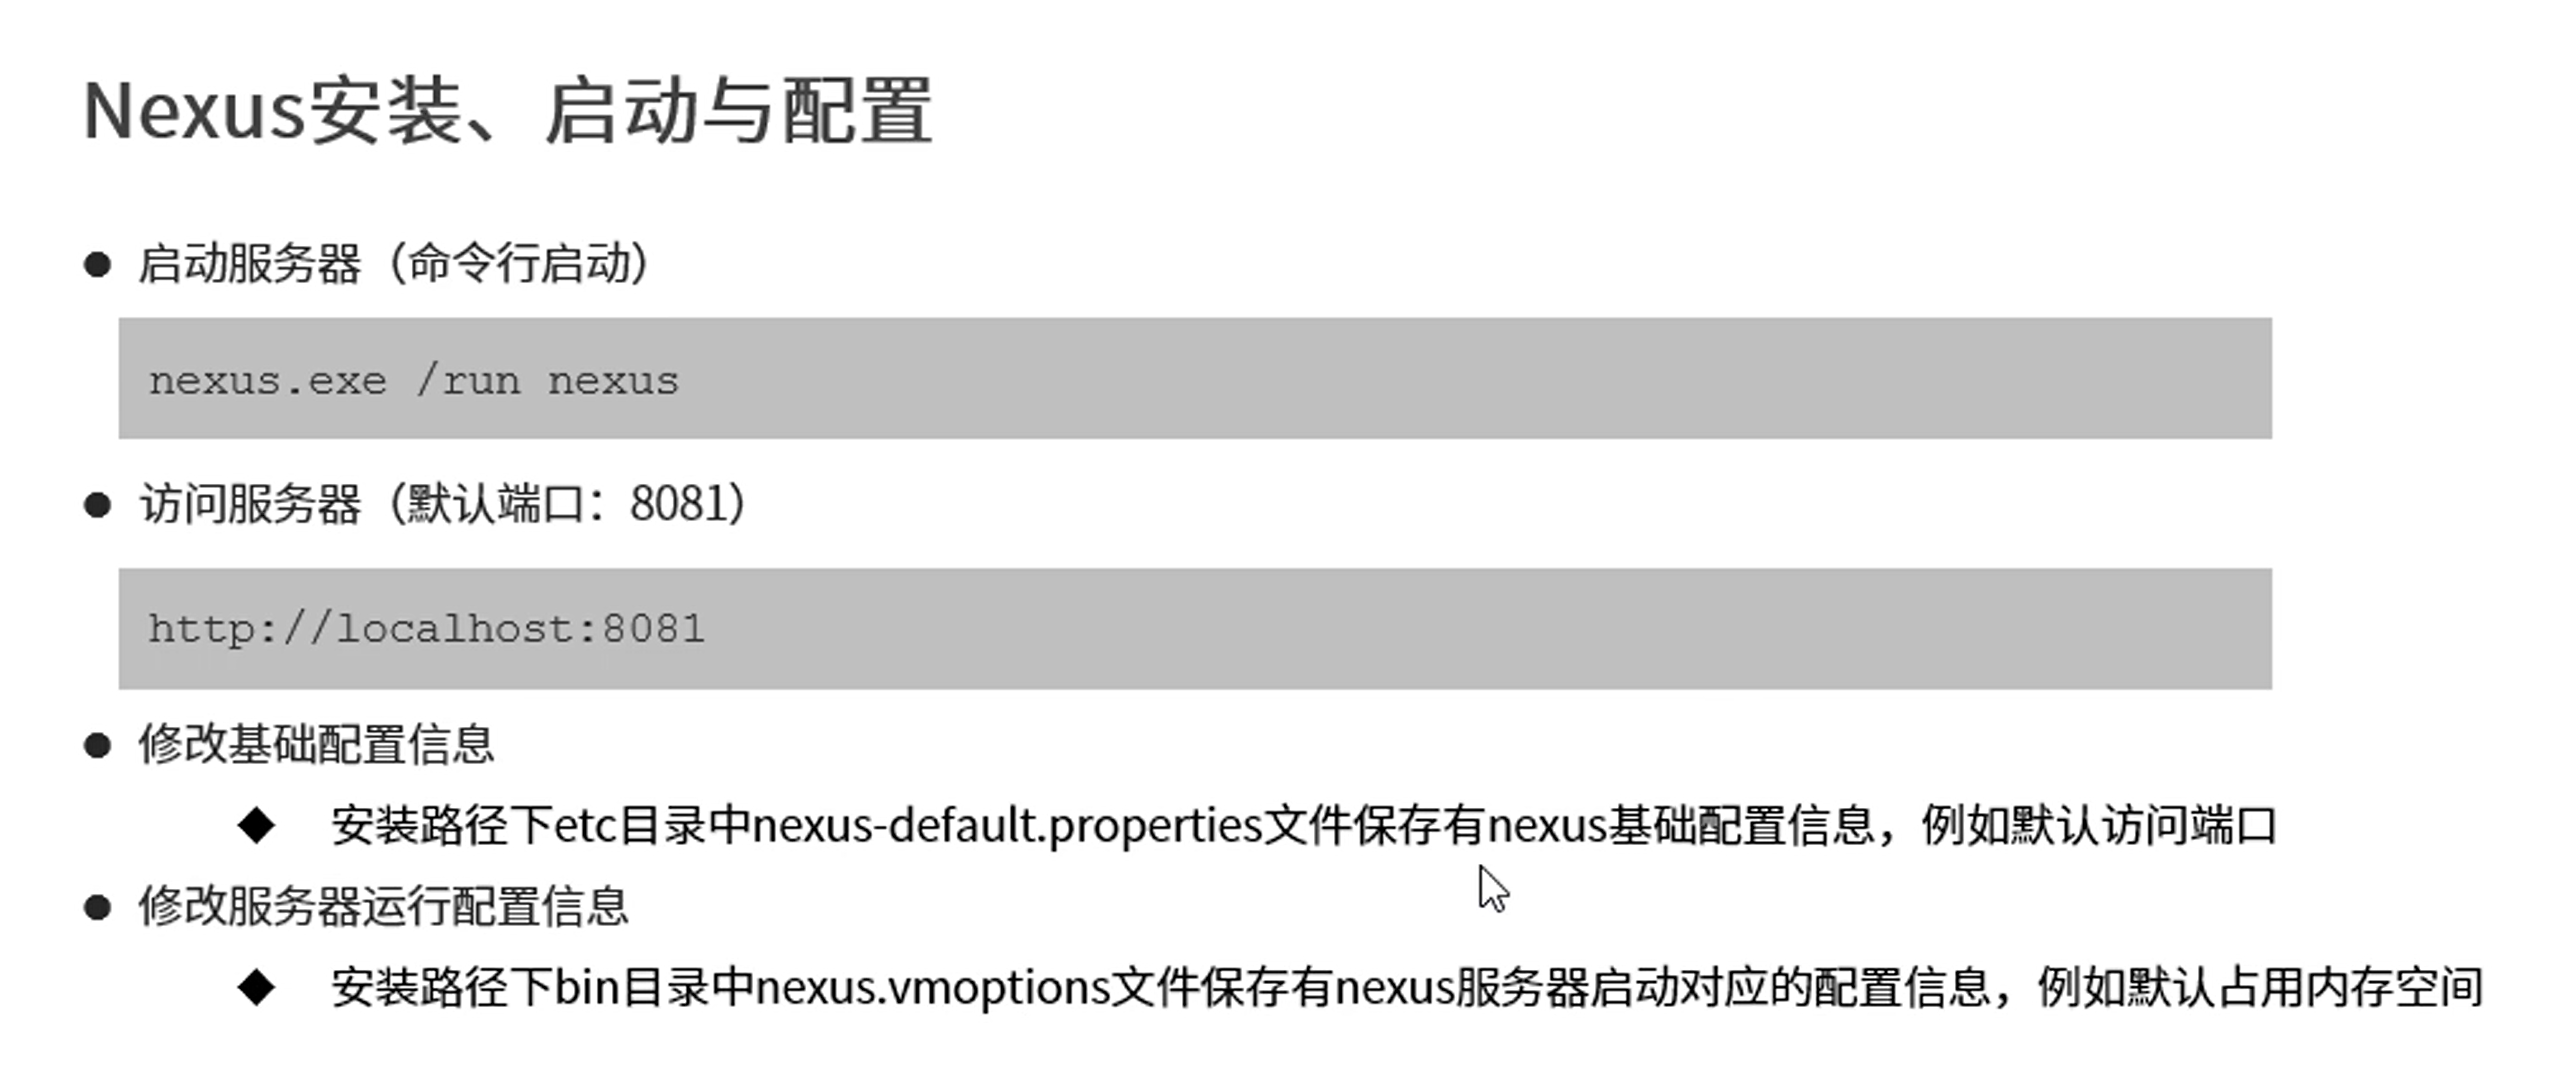 Nexus安装、启动与配置
● 启动服务器（命令行启动）
nexus.exe /run nexus
● 访问服务器（默认端口：8081）
http://localhost:8081
● 修改基础配置信息
◆ 安装路径下etc目录中nexus-default.properties文件保存有nexus基础配置信息，例如默认访问端口
● 修改服务器运行配置信息
◆ 安装路径下bin目录中nexus.vmoptions文件保存有nexus服务器启动对应的配置信息，例如默认占用内存空间